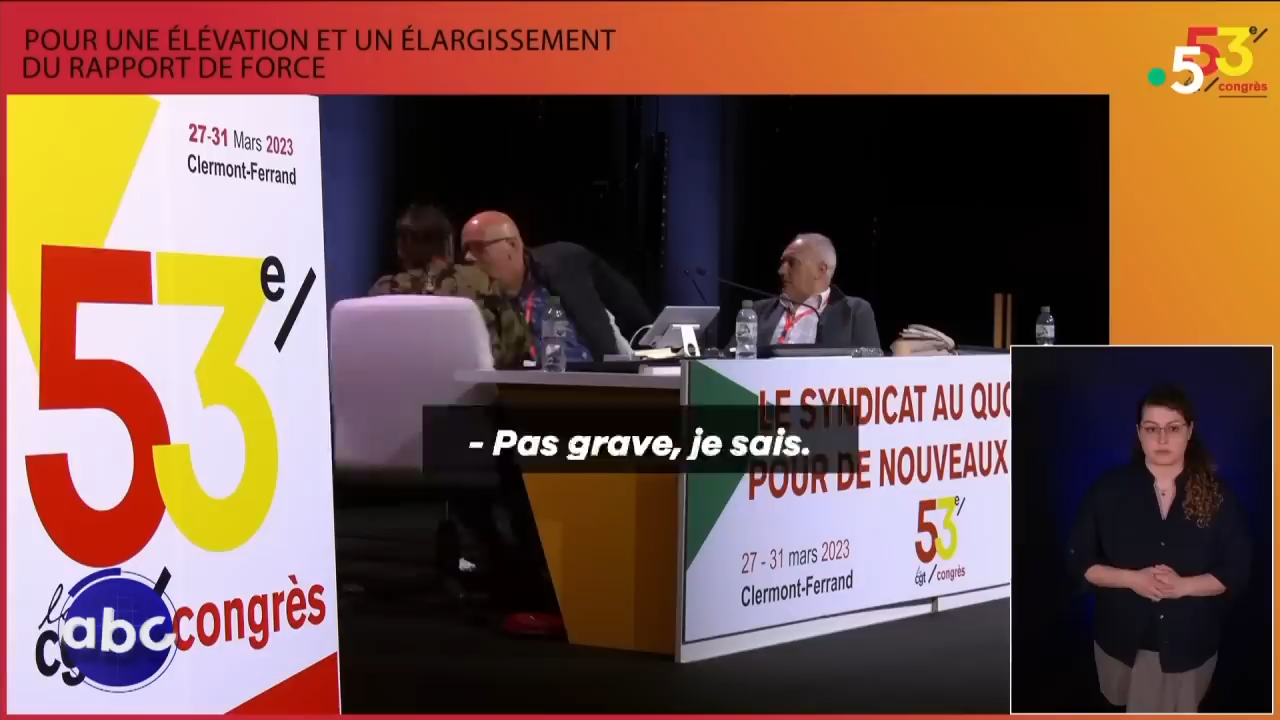 POUR UNE ÉLÉVATION ET UN ÉLARGISSEMENT
DU RAPPORT DE FORCE
53e/
5
congrès
27-31 Mars 2023
Clermont-Ferrand
53e/
congrès
abc
- Pas grave, je sais.
LE SYNDICAT AU QUO
POUR DE NOUVEAUX
53e/
cgt /congrès
27 - 31 mars 2023
Clermont-Ferrand